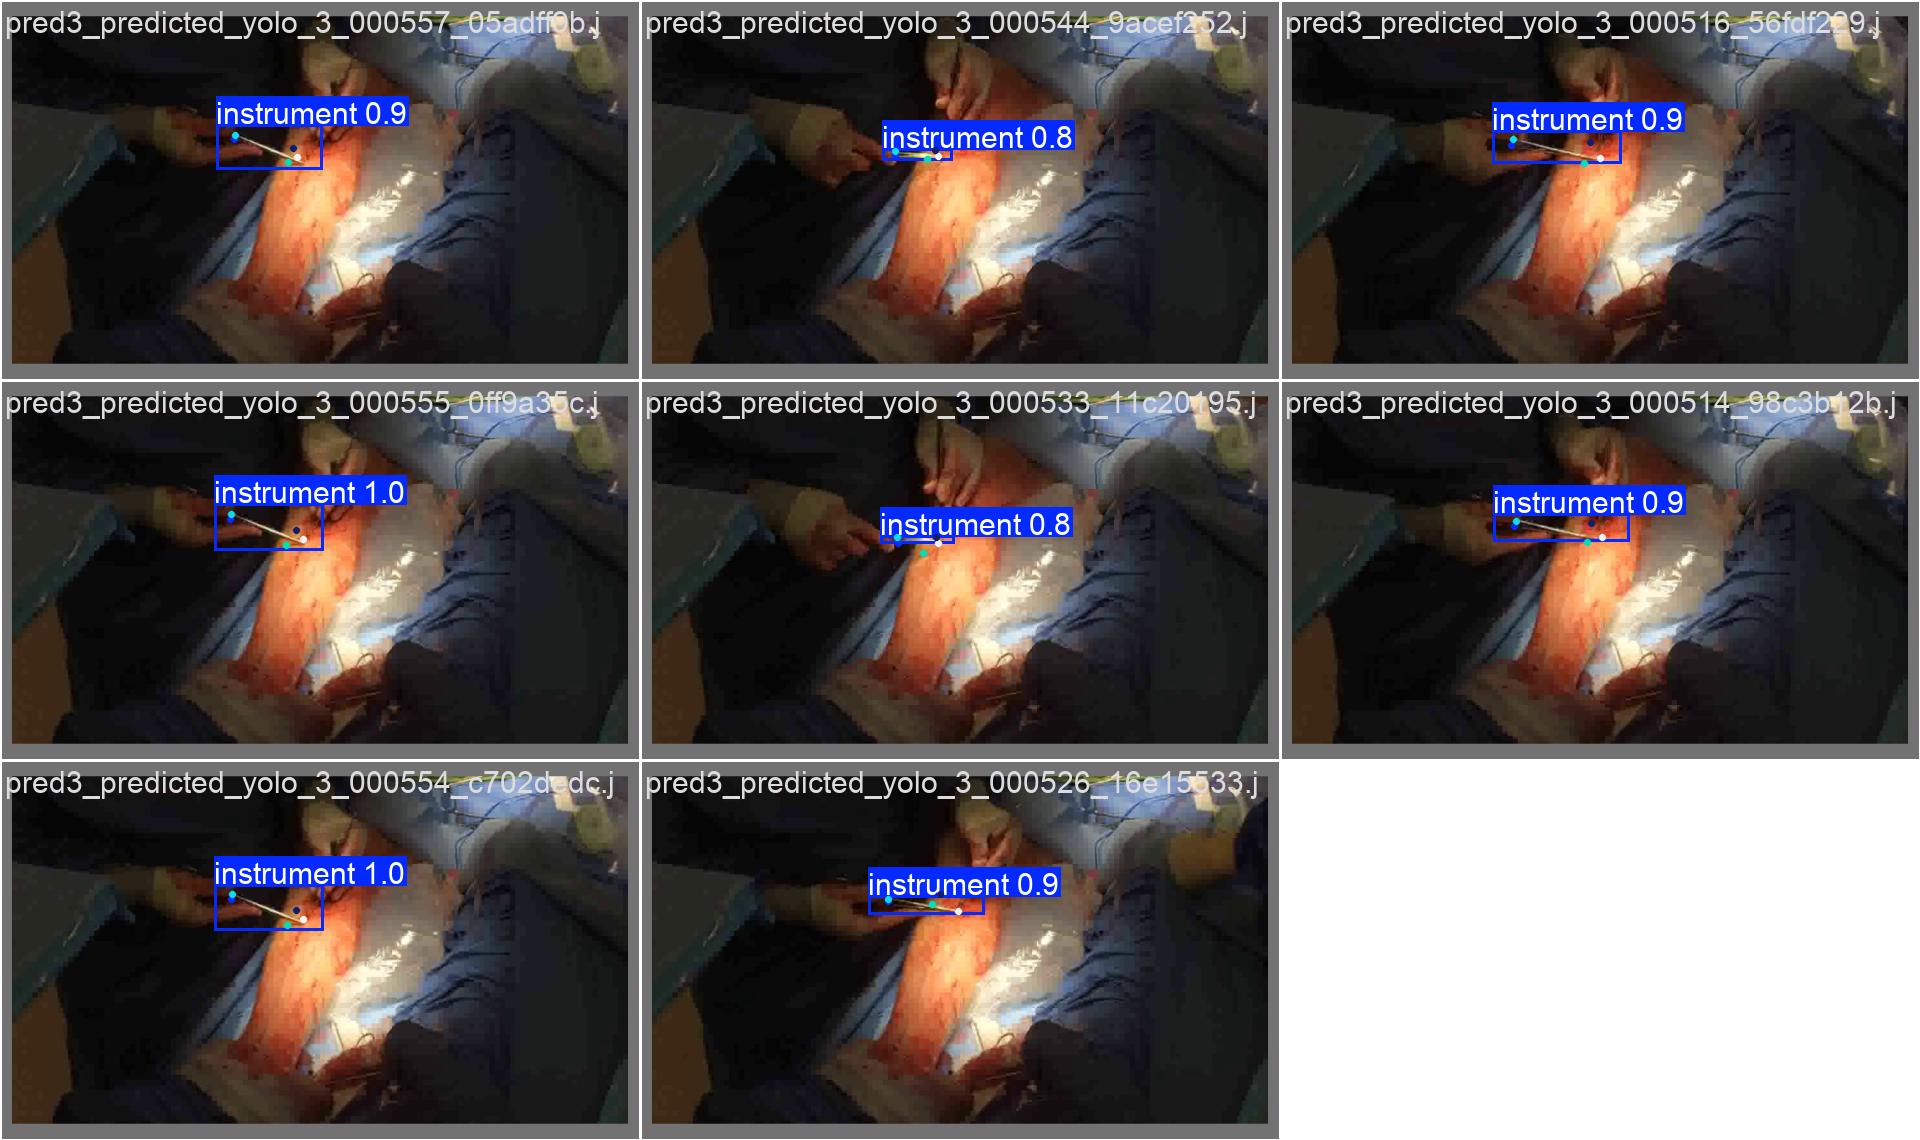 pred3_predicted_yolo_3_000557_05adff9b.j
instrument 0.9
pred3_predicted_yolo_3_000544_9acef252.j
instrument 0.8
pred3_predicted_yolo_3_000516_56fdf229.j
instrument 0.9
pred3_predicted_yolo_3_000555_0ff9a35c.j
instrument 1.0
pred3_predicted_yolo_3_000533_11c20195.j
instrument 0.8
pred3_predicted_yolo_3_000514_98c3b12b.j
instrument 0.9
pred3_predicted_yolo_3_000554_c702dedc.j
instrument 1.0
pred3_predicted_yolo_3_000526_16e15533.j
instrument 0.9